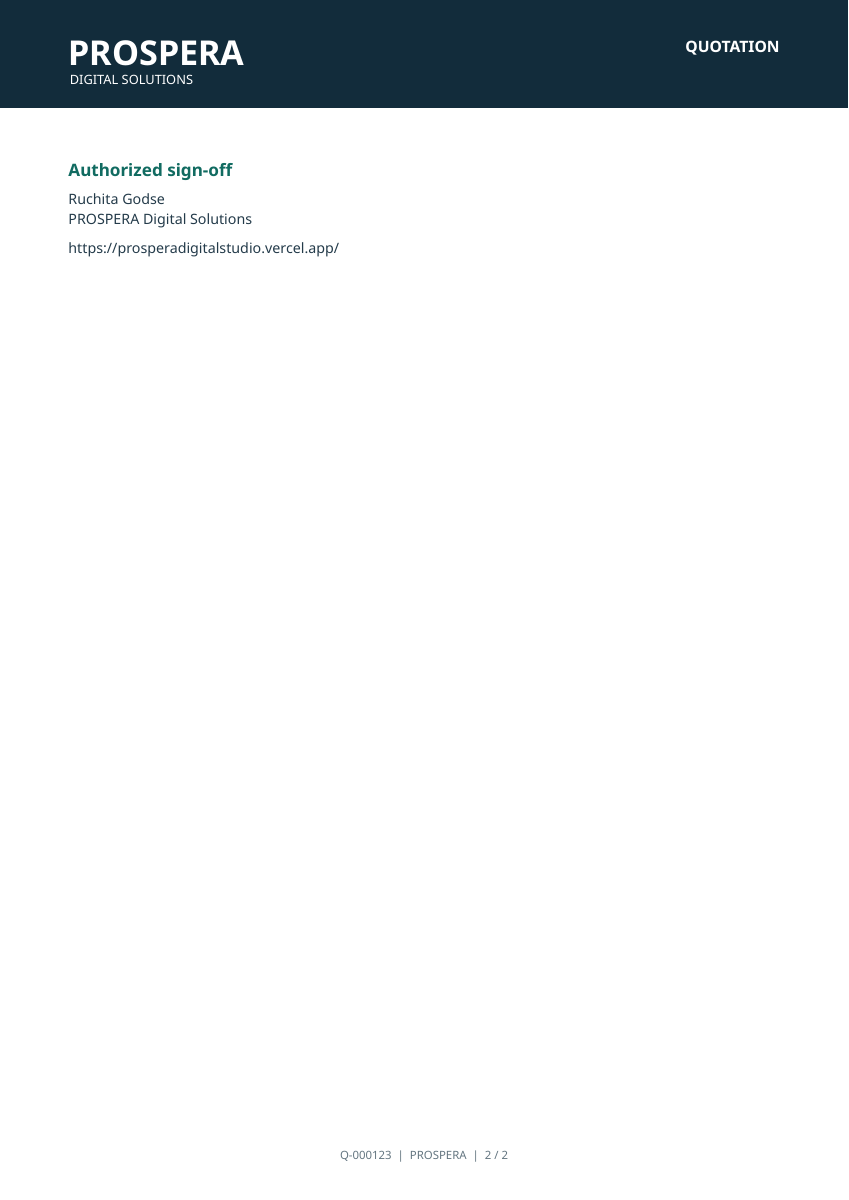 PROSPERA
DIGITAL SOLUTIONS
QUOTATION
Authorized sign-off
Ruchita Godse
PROSPERA Digital Solutions
https://prosperadigitalstudio.vercel.app/
Q-000123 | PROSPERA | 2 / 2